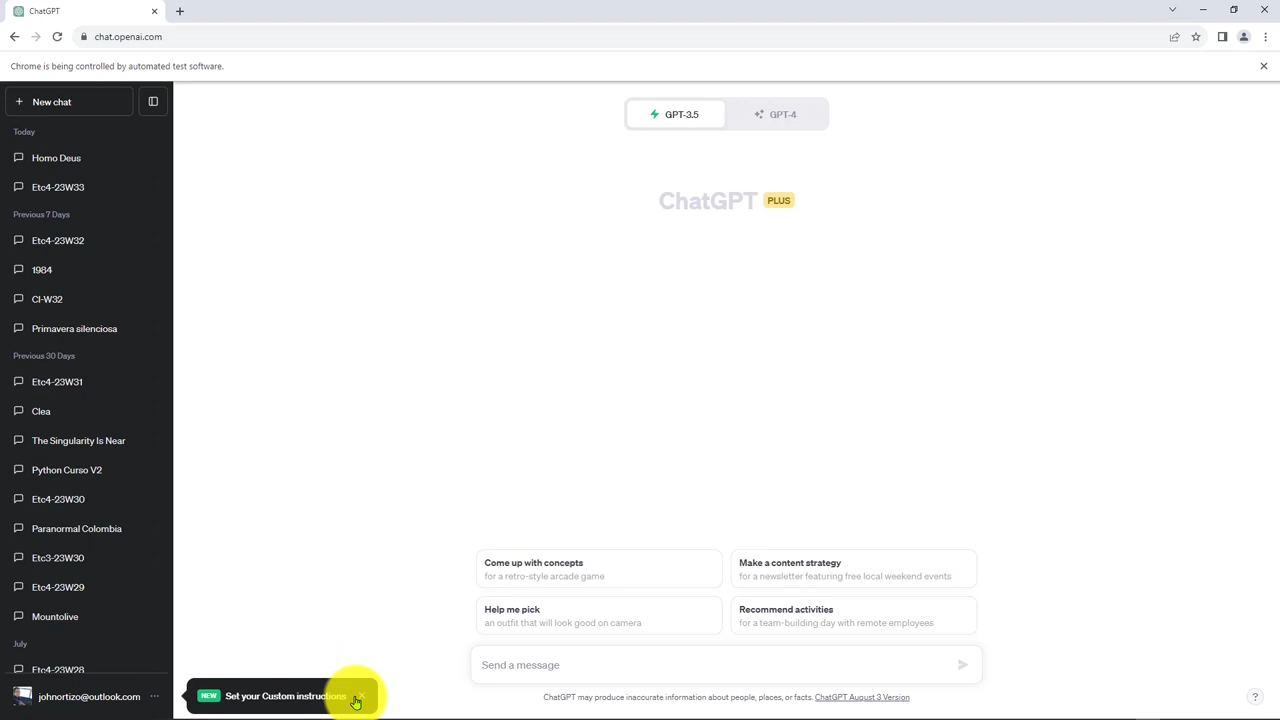 ChatGPT
chat.openai.com
Chrome is being controlled by automated test software.
New chat
Today
Homo Deus
Etc4-23W33
Previous 7 Days
Etc4-23W32
1984
CI-W32
Primavera silenciosa
Previous 30 Days
Etc4-23W31
Clea
The Singularity Is Near
Python Curso V2
Etc4-23W30
Paranormal Colombia
Etc3-23W30
Etc4-23W29
Mountolive
July
Etc4-23W28
johnortizo@outlook.com
NEW Set your Custom instructions
GPT-3.5 GPT-4
ChatGPT PLUS
Come up with concepts
for a retro-style arcade game
Make a content strategy
for a newsletter featuring free local weekend events
Help me pick
an outfit that will look good on camera
Recommend activities
for a team-building day with remote employees
Send a message
ChatGPT may produce inaccurate information about people, places, or facts. ChatGPT August 3 Version
?